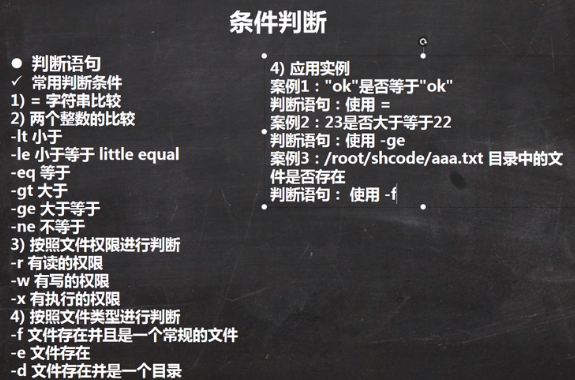 条件判断
● 判断语句
✓ 常用判断条件
1) = 字符串比较
2) 两个整数的比较
-lt 小于
-le 小于等于 little equal
-eq 等于
-gt 大于
-ge 大于等于
-ne 不等于
3) 按照文件权限进行判断
-r 有读的权限
-w 有写的权限
-x 有执行的权限
4) 按照文件类型进行判断
-f 文件存在并且是一个常规的文件
-e 文件存在
-d 文件存在并是一个目录
4) 应用实例
案例1："ok"是否等于"ok"
判断语句：使用 =
案例2：23是否大于等于22
判断语句：使用 -ge
案例3：/root/shcode/aaa.txt 目录中的文
件是否存在
判断语句： 使用 -f